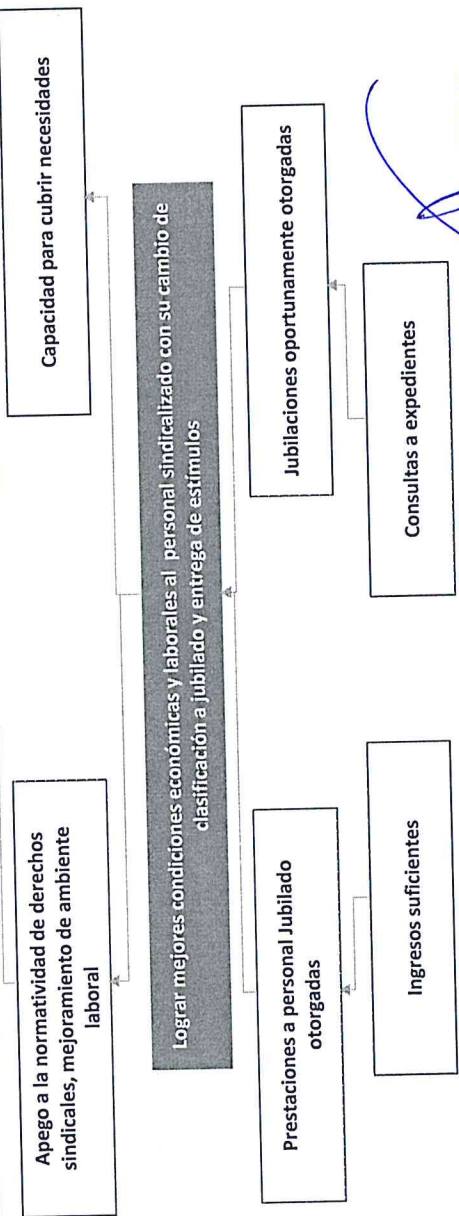 Apego a la normatividad de derechos
sindicales, mejoramiento de ambiente
laboral
Capacidad para cubrir necesidades
Lograr mejores condiciones económicas y laborales al personal sindicalizado con su cambio de
clasificación a jubilado y entrega de estímulos
Prestaciones a personal Jubilado
otorgadas
Jubilaciones oportunamente otorgadas
Ingresos suficientes
Consultas a expedientes